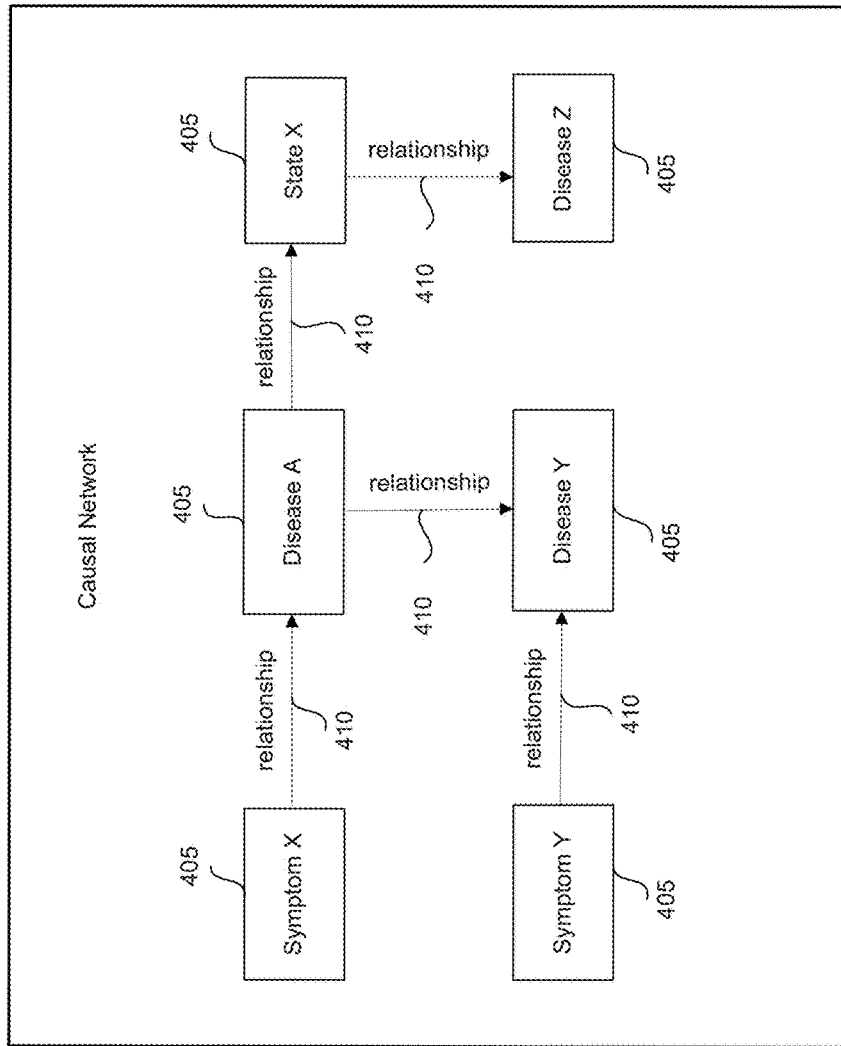 Causal Network
405
405
405
relationship
relationship
Symptom X
Disease A
State X
410
410
410
relationship
410
relationship
relationship
Symptom Y
Disease Y
Disease Z
410
405
405
405